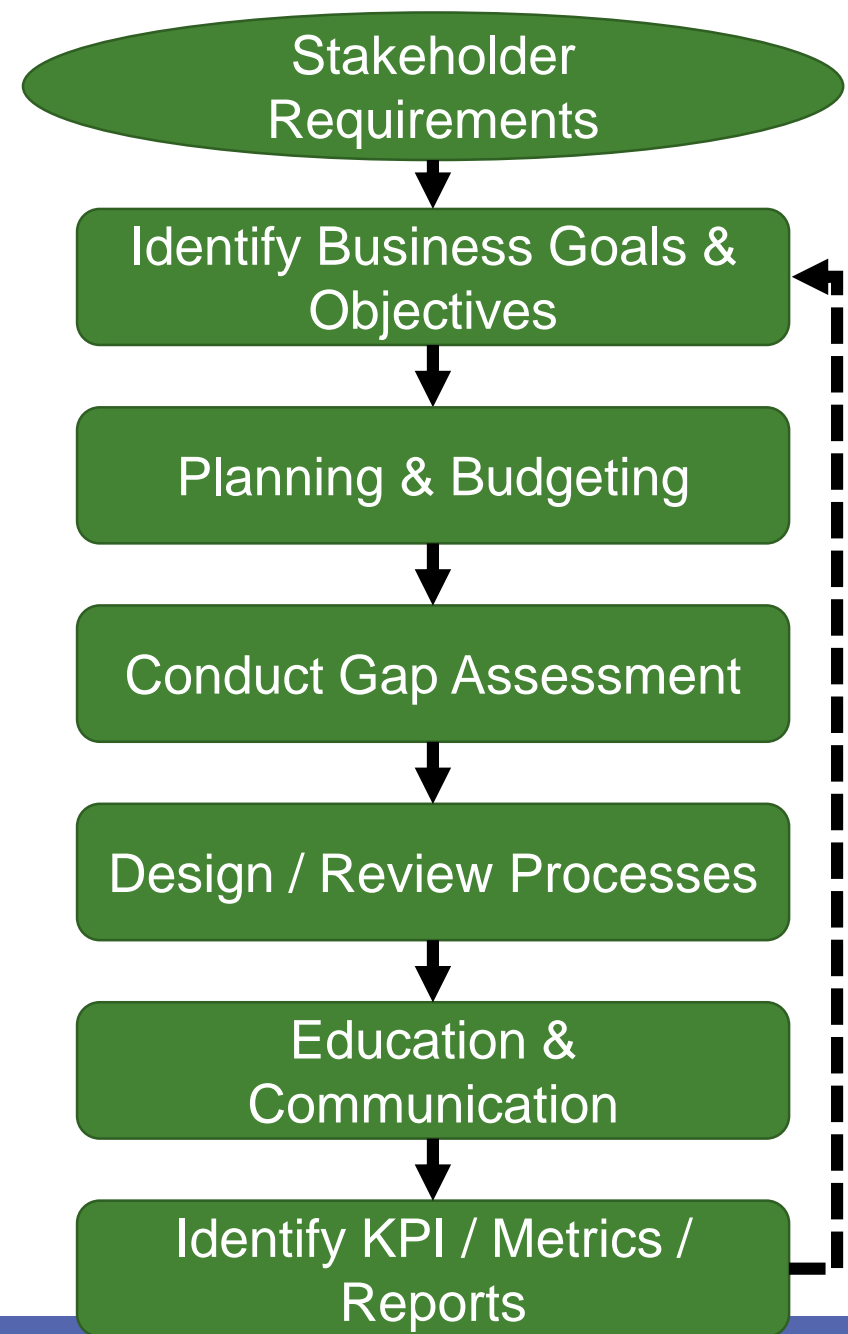 Stakeholder
Requirements
Identify Business Goals &
Objectives
Planning & Budgeting
Conduct Gap Assessment
Design / Review Processes
Education &
Communication
Identify KPI / Metrics /
Reports